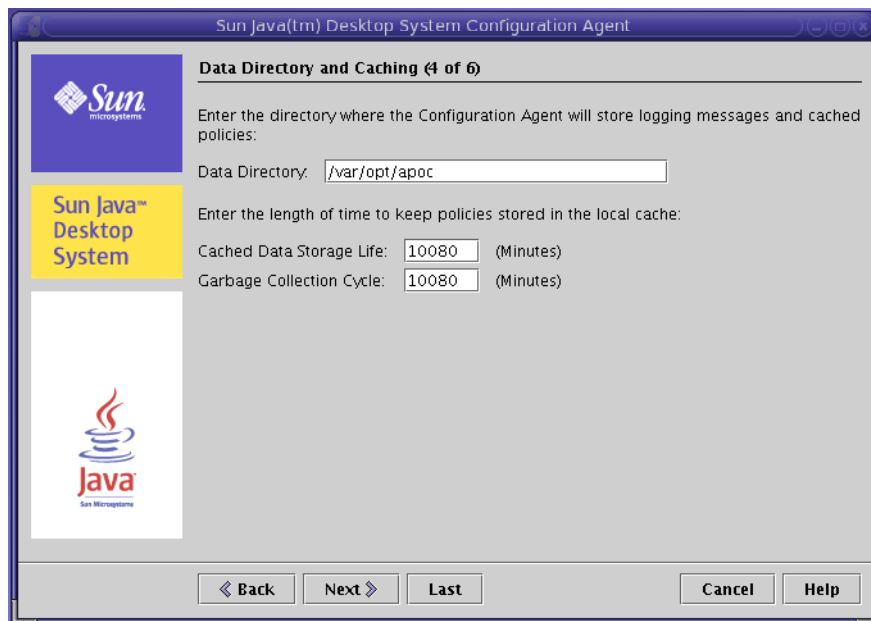 Sun Java(tm) Desktop System Configuration Agent
Sun
microsystems
Sun Java™
Desktop
System
Java
Sun Microsystems
Data Directory and Caching (4 of 6)
Enter the directory where the Configuration Agent will store logging messages and cached
policies:
Data Directory: /var/opt/apoc
Enter the length of time to keep policies stored in the local cache:
Cached Data Storage Life: 10080 (Minutes)
Garbage Collection Cycle: 10080 (Minutes)
Back Next Last Cancel Help